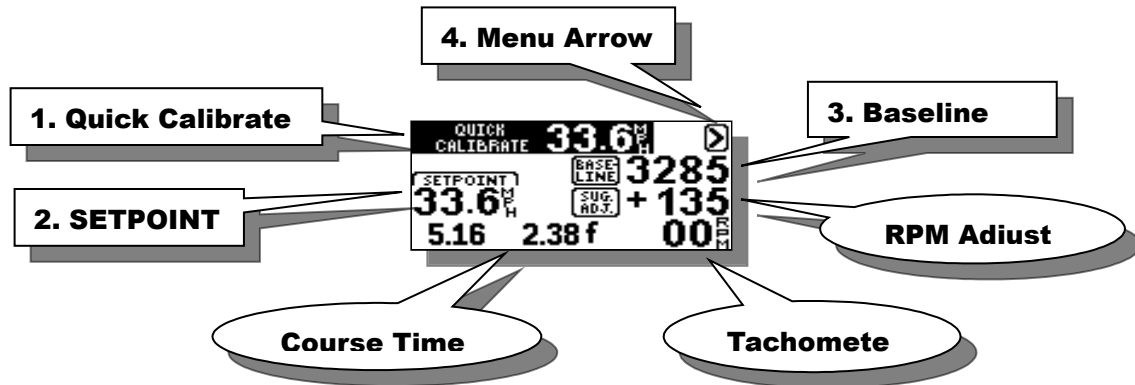 4. Menu Arrow
1. Quick Calibrate
3. Baseline
QUICK CALIBRATE 33.6 MPH >
BASE-LINE 3285
SETPOINT
33.6 MPH
SUG. ADJ. + 135
2. SETPOINT
RPM Adjust
5.16 2.38 f 00 RPM
Course Time
Tachomete